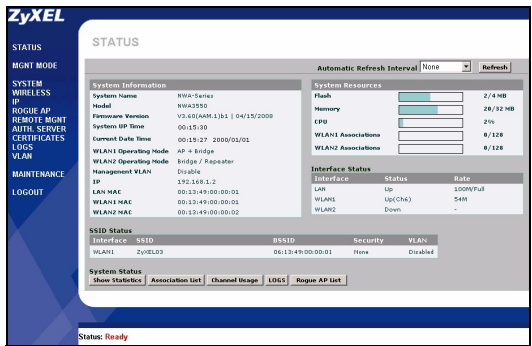 ZyXEL
STATUS
MGNT MODE
SYSTEM
WIRELESS
IP
ROGUE AP
REMOTE MGNT
AUTH. SERVER
CERTIFICATES
LOGS
VLAN
MAINTENANCE
LOGOUT
STATUS
Automatic Refresh Interval None Refresh
System Information
System Name NWA-Series
Model NWA3550
Firmware Version V3.60(AAM.1)b1 | 04/15/2008
System UP Time 00:15:30
Current Date Time 00:15:27 2000/01/01
WLAN1 Operating Mode AP + Bridge
WLAN2 Operating Mode Bridge / Repeater
Management VLAN Disable
IP 192.168.1.2
LAN MAC 00:13:49:00:00:01
WLAN1 MAC 00:13:49:00:00:01
WLAN2 MAC 00:13:49:00:00:02
System Resources
Flash 2/4 MB
Memory 20/32 MB
CPU 2%
WLAN1 Associations 0/128
WLAN2 Associations 0/128
Interface Status
Interface Status Rate
LAN Up 100M/Full
WLAN1 Up(Ch6) 54M
WLAN2 Down -
SSID Status
Interface SSID BSSID Security VLAN
WLAN1 ZyXEL03 06:13:49:00:00:01 None Disabled
System Status
Show Statistics Association List Channel Usage LOGS Rogue AP List
Status: Ready